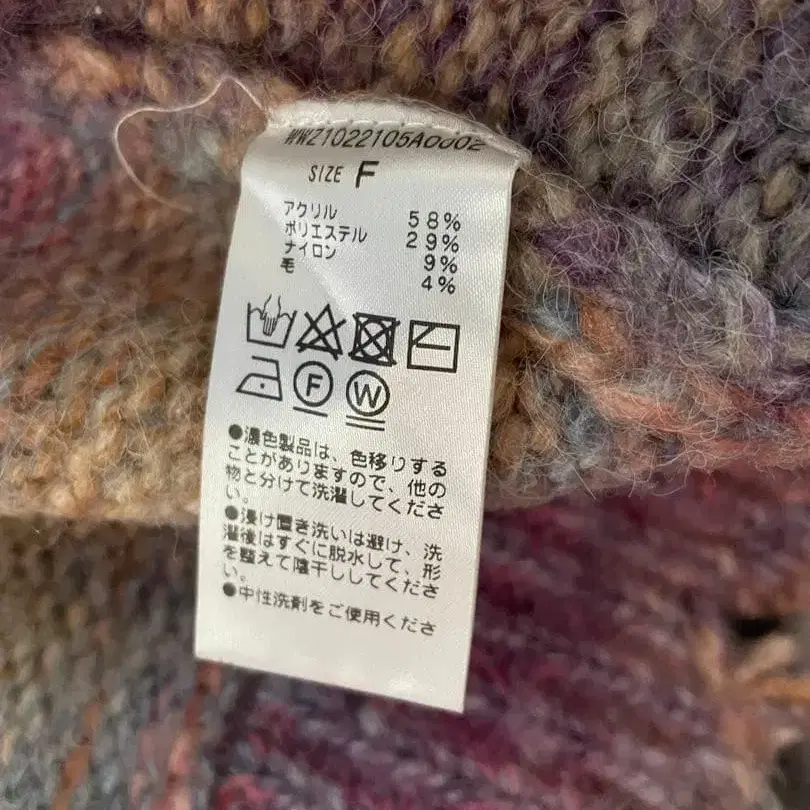 WWZ1022105A0002
SIZE F
アクリル 58%
ポリエステル 29%
ナイロン 9%
毛 4%
F W
●濃色製品は、色移りする
ことがありますので、他の
物と分けて洗濯してくださ
い。
●浸け置き洗いは避け、洗
濯後はすぐに脱水して、形
を整えて陰干ししてくださ
い。
●中性洗剤をご使用くださ